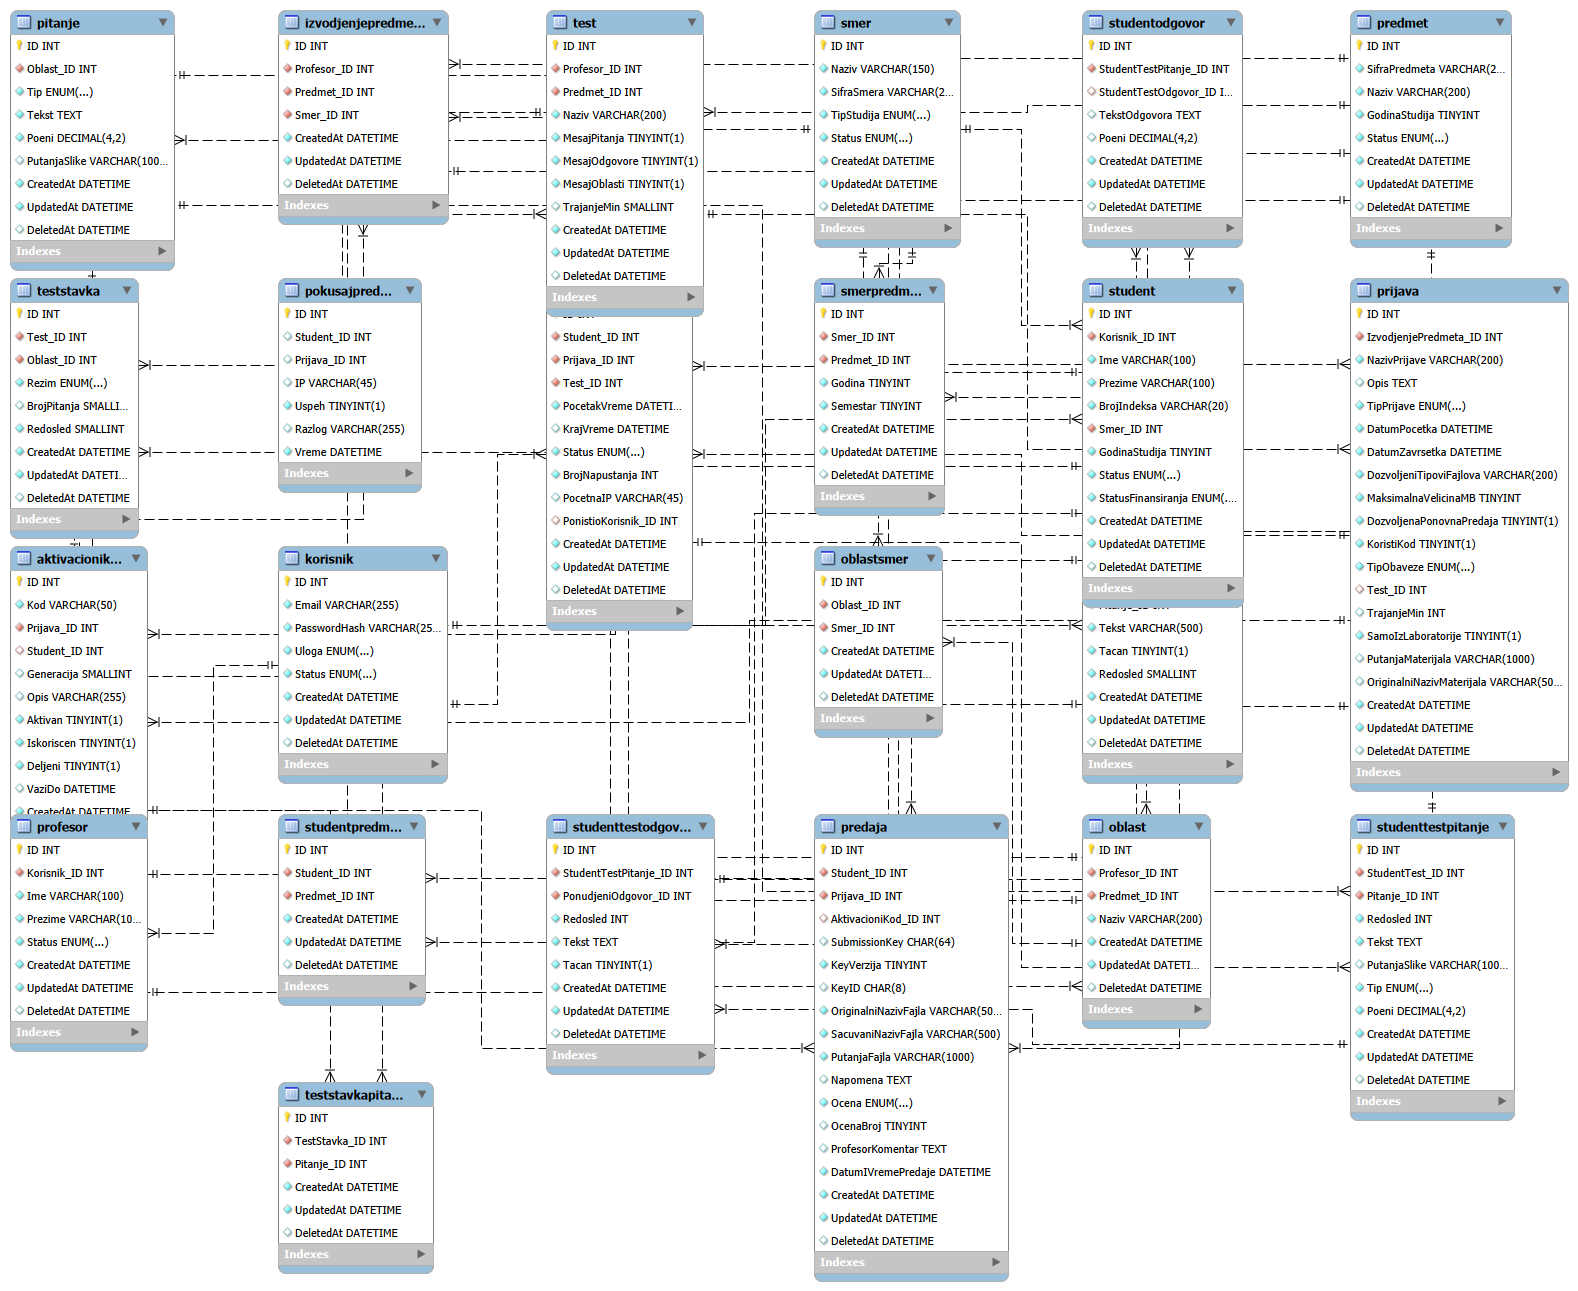 pitanje
ID INT
Oblast_ID INT
Tip ENUM(...)
Tekst TEXT
Poeni DECIMAL(4,2)
PutanjaSlike VARCHAR(100...
CreatedAt DATETIME
UpdatedAt DATETIME
DeletedAt DATETIME
Indexes
izvodjenjepredme...
ID INT
Profesor_ID INT
Predmet_ID INT
Smer_ID INT
CreatedAt DATETIME
UpdatedAt DATETIME
DeletedAt DATETIME
Indexes
test
ID INT
Profesor_ID INT
Predmet_ID INT
Naziv VARCHAR(200)
MesajPitanja TINYINT(1)
MesajOdgovore TINYINT(1)
MesajOblasti TINYINT(1)
TrajanjeMin SMALLINT
CreatedAt DATETIME
UpdatedAt DATETIME
DeletedAt DATETIME
Indexes
smer
ID INT
Naziv VARCHAR(150)
SifraSmera VARCHAR(2...
TipStudija ENUM(...)
Status ENUM(...)
CreatedAt DATETIME
UpdatedAt DATETIME
DeletedAt DATETIME
Indexes
studentodgovor
ID INT
StudentTestPitanje_ID INT
StudentTestOdgovor_ID I...
TekstOdgovora TEXT
Poeni DECIMAL(4,2)
CreatedAt DATETIME
UpdatedAt DATETIME
DeletedAt DATETIME
Indexes
predmet
ID INT
SifraPredmeta VARCHAR(2...
Naziv VARCHAR(200)
GodinaStudija TINYINT
Status ENUM(...)
CreatedAt DATETIME
UpdatedAt DATETIME
DeletedAt DATETIME
Indexes
teststavka
ID INT
Test_ID INT
Oblast_ID INT
Rezim ENUM(...)
BrojPitanja SMALLI...
Redosled SMALLINT
CreatedAt DATETIME
UpdatedAt DATETI...
DeletedAt DATETIME
Indexes
pokusajpred...
ID INT
Student_ID INT
Prijava_ID INT
IP VARCHAR(45)
Uspeh TINYINT(1)
Razlog VARCHAR(255)
Vreme DATETIME
Indexes
ID INT
Student_ID INT
Prijava_ID INT
Test_ID INT
PocetakVreme DATETI...
KrajVreme DATETIME
Status ENUM(...)
BrojNapustanja INT
PocetnaIP VARCHAR(45)
PonistioKorisnik_ID INT
CreatedAt DATETIME
UpdatedAt DATETIME
DeletedAt DATETIME
Indexes
smerpredm...
ID INT
Smer_ID INT
Predmet_ID INT
Godina TINYINT
Semestar TINYINT
CreatedAt DATETIME
UpdatedAt DATETIME
DeletedAt DATETIME
Indexes
student
ID INT
Korisnik_ID INT
Ime VARCHAR(100)
Prezime VARCHAR(100)
BrojIndeksa VARCHAR(20)
Smer_ID INT
GodinaStudija TINYINT
Status ENUM(...)
StatusFinansiranja ENUM(...
CreatedAt DATETIME
UpdatedAt DATETIME
DeletedAt DATETIME
Indexes
prijava
ID INT
IzvodjenjePredmeta_ID INT
NazivPrijave VARCHAR(200)
Opis TEXT
TipPrijave ENUM(...)
DatumPocetka DATETIME
DatumZavrsetka DATETIME
DozvoljeniTipoviFajlova VARCHAR(200)
MaksimalnaVelicinaMB TINYINT
DozvoljenaPonovnaPredaja TINYINT(1)
KoristiKod TINYINT(1)
TipObaveze ENUM(...)
Test_ID INT
TrajanjeMin INT
SamoIzLaboratorije TINYINT(1)
PutanjaMaterijala VARCHAR(1000)
OriginalniNazivMaterijala VARCHAR(50...
CreatedAt DATETIME
UpdatedAt DATETIME
DeletedAt DATETIME
Indexes
aktivacionik...
ID INT
Kod VARCHAR(50)
Prijava_ID INT
Student_ID INT
Generacija SMALLINT
Opis VARCHAR(255)
Aktivan TINYINT(1)
Iskoriscen TINYINT(1)
Deljeni TINYINT(1)
VaziDo DATETIME
CreatedAt DATETIME
korisnik
ID INT
Email VARCHAR(255)
PasswordHash VARCHAR(25...
Uloga ENUM(...)
Status ENUM(...)
CreatedAt DATETIME
UpdatedAt DATETIME
DeletedAt DATETIME
Indexes
oblastsmer
ID INT
Oblast_ID INT
Smer_ID INT
CreatedAt DATETIME
UpdatedAt DATETI...
DeletedAt DATETIME
Indexes
Pitanje_ID INT
Tekst VARCHAR(500)
Tacan TINYINT(1)
Redosled SMALLINT
CreatedAt DATETIME
UpdatedAt DATETIME
DeletedAt DATETIME
Indexes
profesor
ID INT
Korisnik_ID INT
Ime VARCHAR(100)
Prezime VARCHAR(10...
Status ENUM(...)
CreatedAt DATETIME
UpdatedAt DATETIME
DeletedAt DATETIME
Indexes
studentpredm...
ID INT
Student_ID INT
Predmet_ID INT
CreatedAt DATETIME
UpdatedAt DATETIME
DeletedAt DATETIME
Indexes
studenttestodgov...
ID INT
StudentTestPitanje_ID INT
PonudjeniOdgovor_ID INT
Redosled INT
Tekst TEXT
Tacan TINYINT(1)
CreatedAt DATETIME
UpdatedAt DATETIME
DeletedAt DATETIME
Indexes
predaja
ID INT
Student_ID INT
Prijava_ID INT
AktivacioniKod_ID INT
SubmissionKey CHAR(64)
KeyVerzija TINYINT
KeyID CHAR(8)
OriginalniNazivFajla VARCHAR(50...
SacuvaniNazivFajla VARCHAR(500)
PutanjaFajla VARCHAR(1000)
Napomena TEXT
Ocena ENUM(...)
OcenaBroj TINYINT
ProfesorKomentar TEXT
DatumIVremePredaje DATETIME
CreatedAt DATETIME
UpdatedAt DATETIME
DeletedAt DATETIME
Indexes
oblast
ID INT
Profesor_ID INT
Predmet_ID INT
Naziv VARCHAR(200)
CreatedAt DATETIME
UpdatedAt DATETI...
DeletedAt DATETIME
Indexes
studenttestpitanje
ID INT
StudentTest_ID INT
Pitanje_ID INT
Redosled INT
Tekst TEXT
PutanjaSlike VARCHAR(100...
Tip ENUM(...)
Poeni DECIMAL(4,2)
CreatedAt DATETIME
UpdatedAt DATETIME
DeletedAt DATETIME
Indexes
teststavkapita...
ID INT
TestStavka_ID INT
Pitanje_ID INT
CreatedAt DATETIME
UpdatedAt DATETIME
DeletedAt DATETIME
Indexes